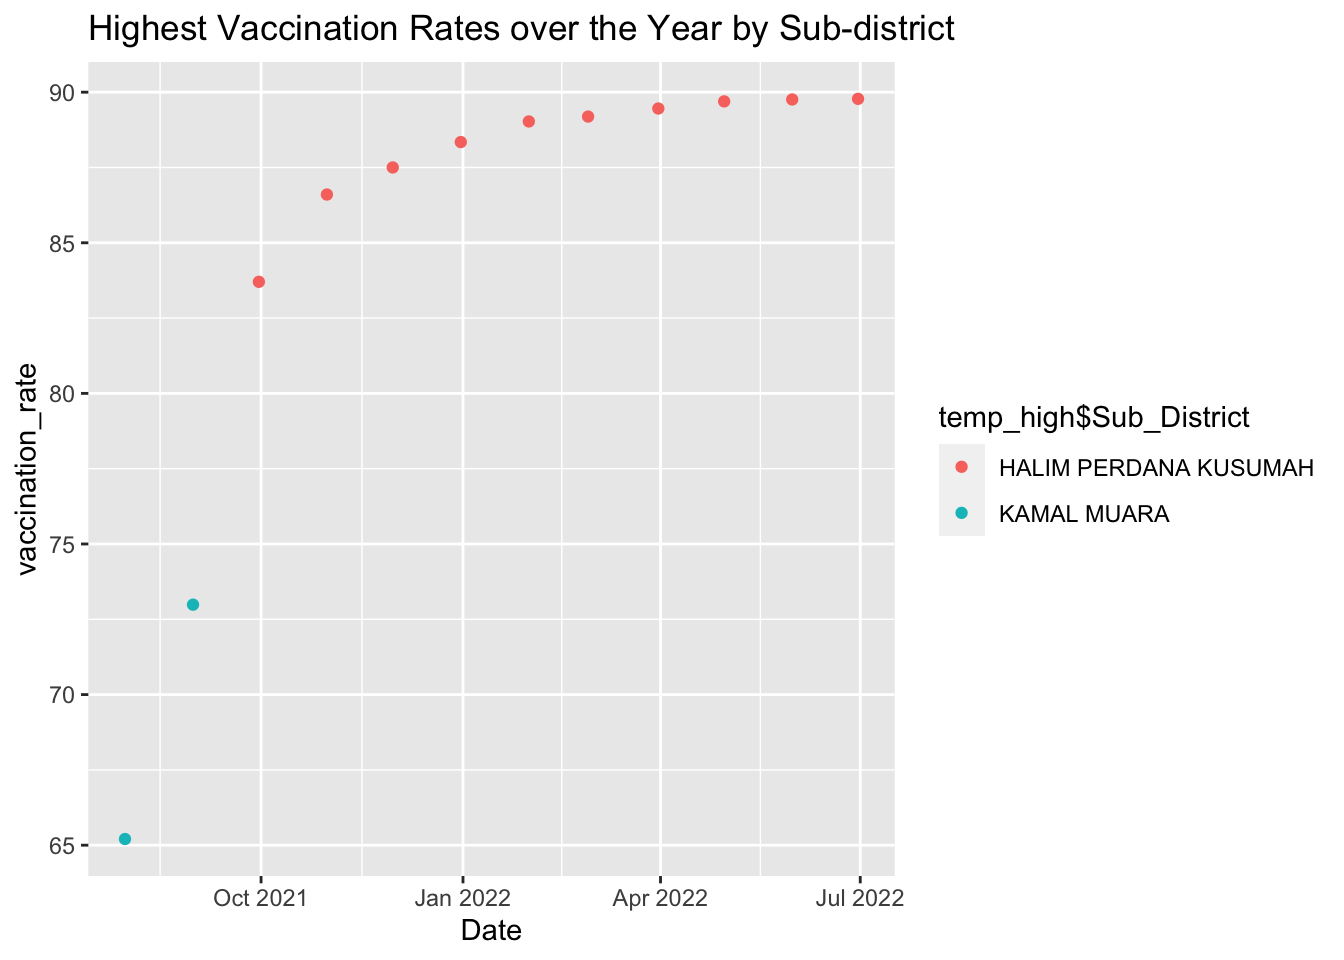 Highest Vaccination Rates over the Year by Sub-district
vaccination_rate
90
85
80
75
70
65
Oct 2021 Jan 2022 Apr 2022 Jul 2022
Date
temp_high$Sub_District
HALIM PERDANA KUSUMAH
KAMAL MUARA